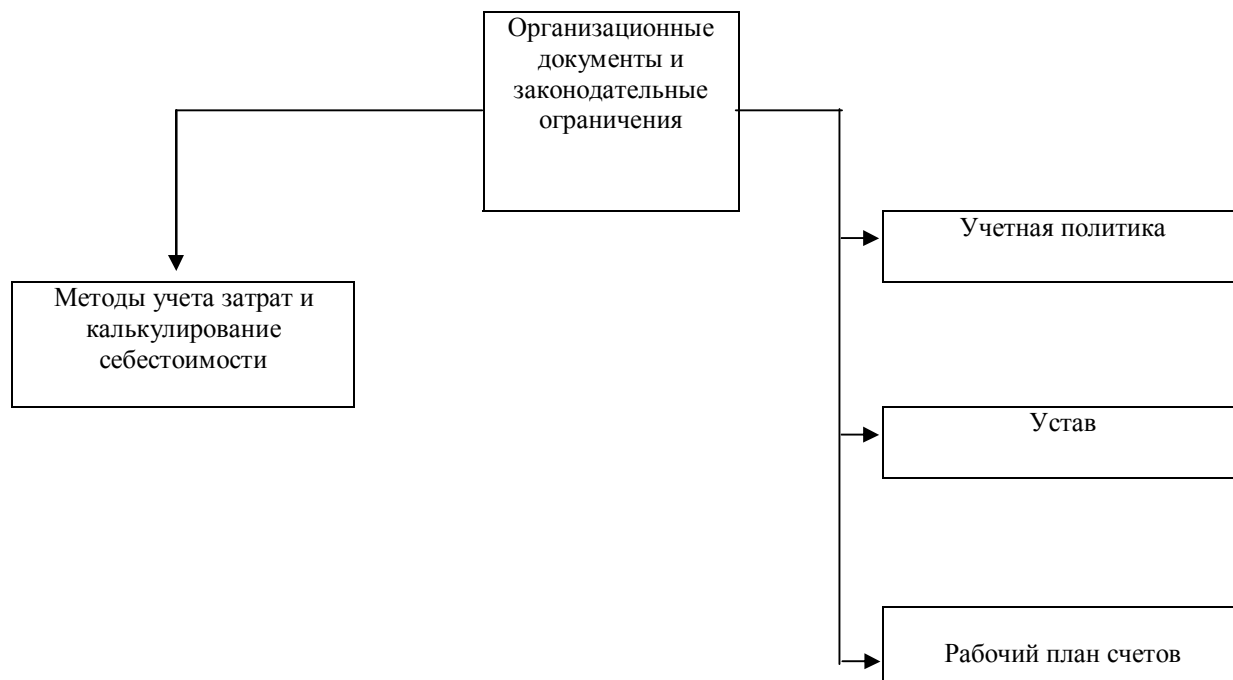 Организационные
документы и
законодательные
ограничения
Учетная политика
Методы учета затрат и
калькулирование
себестоимости
Устав
Рабочий план счетов